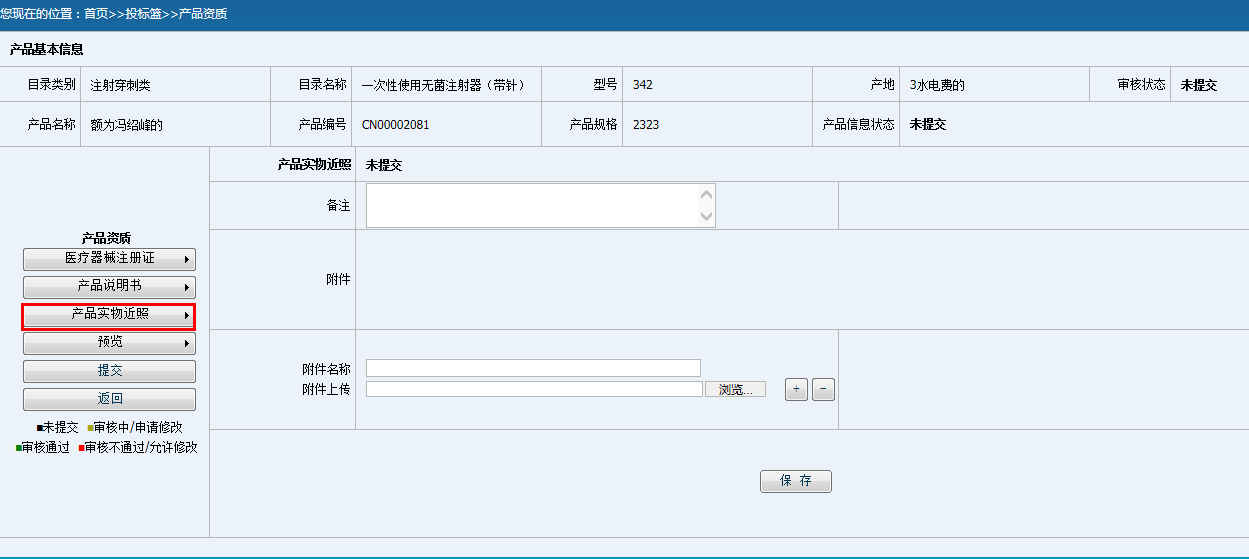 您现在的位置：首页>>投标篮>>产品资质
产品基本信息
目录类别 注射穿刺类 目录名称 一次性使用无菌注射器（带针） 型号 342 产地 3水电费的 审核状态 未提交
产品名称 额为冯绍峰的 产品编号 CN00002081 产品规格 2323 产品信息状态 未提交
产品实物近照 未提交
备注
产品资质
医疗器械注册证
产品说明书
产品实物近照
预览
提交
返回
■未提交 ■审核中/申请修改
■审核通过 ■审核不通过/允许修改
附件
附件名称
附件上传 浏览... + −
保 存